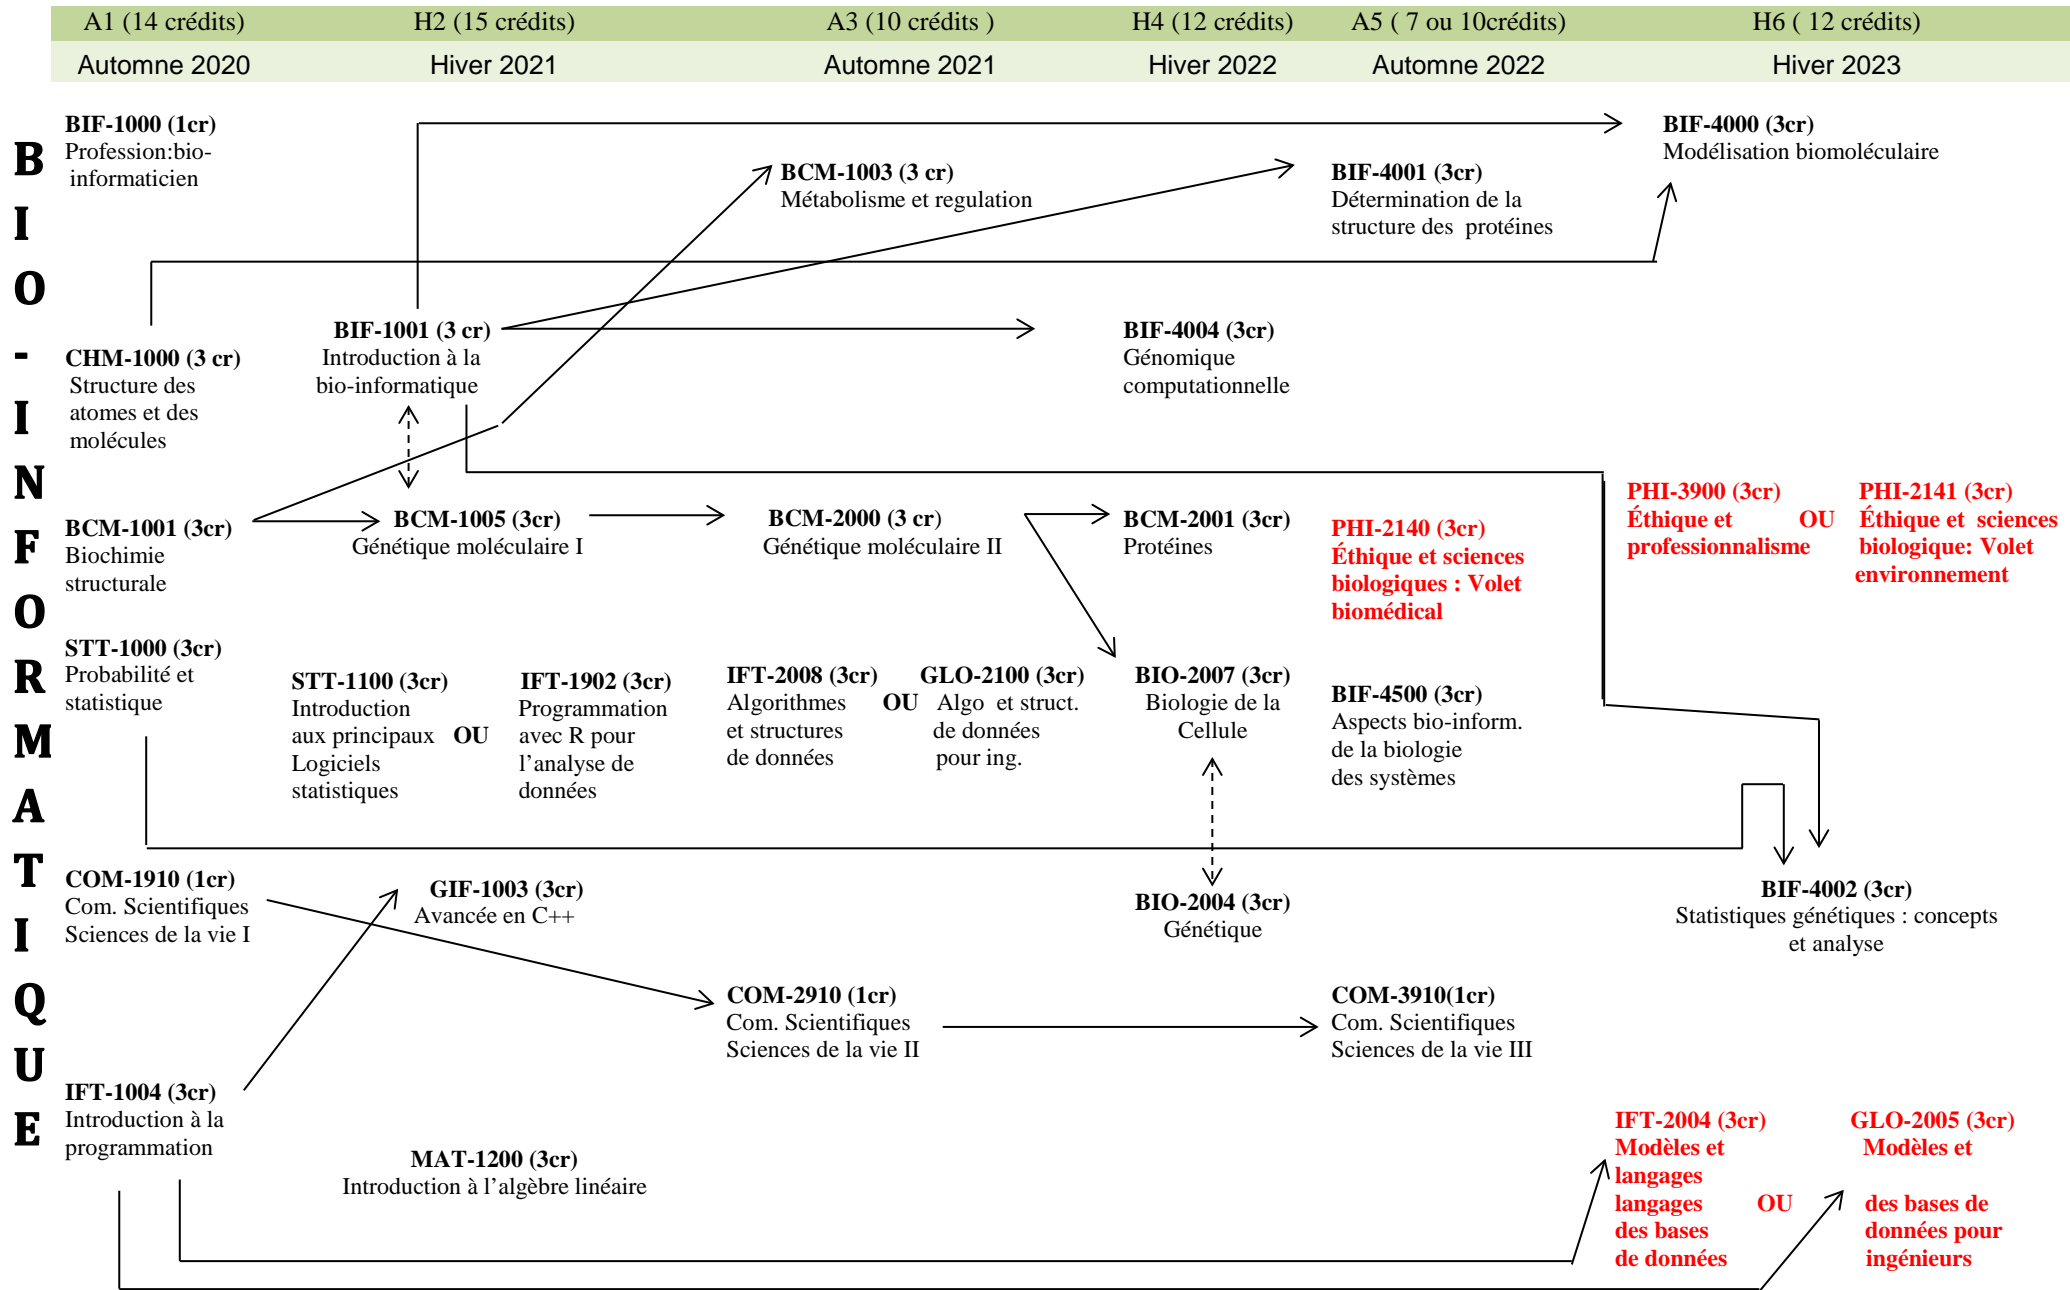 A1 (14 crédits) H2 (15 crédits) A3 (10 crédits ) H4 (12 crédits) A5 ( 7 ou 10crédits) H6 ( 12 crédits)
Automne 2020 Hiver 2021 Automne 2021 Hiver 2022 Automne 2022 Hiver 2023
BIO-INFORMATIQUE
BIF-1000 (1cr)
Profession:bio-
informaticien
CHM-1000 (3 cr)
Structure des
atomes et des
molécules
BCM-1001 (3cr)
Biochimie
structurale
STT-1000 (3cr)
Probabilité et
statistique
COM-1910 (1cr)
Com. Scientifiques
Sciences de la vie I
IFT-1004 (3cr)
Introduction à la
programmation
BIF-1001 (3 cr)
Introduction à la
bio-informatique
BCM-1005 (3cr)
Génétique moléculaire I
STT-1100 (3cr)
Introduction
aux principaux
Logiciels
statistiques
OU
IFT-1902 (3cr)
Programmation
avec R pour
l’analyse de
données
GIF-1003 (3cr)
Avancée en C++
MAT-1200 (3cr)
Introduction à l’algèbre linéaire
BCM-1003 (3 cr)
Métabolisme et regulation
BCM-2000 (3 cr)
Génétique moléculaire II
IFT-2008 (3cr)
Algorithmes
et structures
de données
OU
GLO-2100 (3cr)
Algo et struct.
de données
pour ing.
COM-2910 (1cr)
Com. Scientifiques
Sciences de la vie II
BIF-4004 (3cr)
Génomique
computationnelle
BCM-2001 (3cr)
Protéines
BIO-2007 (3cr)
Biologie de la
Cellule
BIO-2004 (3cr)
Génétique
BIF-4001 (3cr)
Détermination de la
structure des protéines
PHI-2140 (3cr)
Éthique et sciences
biologiques : Volet
biomédical
BIF-4500 (3cr)
Aspects bio-inform.
de la biologie
des systèmes
COM-3910(1cr)
Com. Scientifiques
Sciences de la vie III
BIF-4000 (3cr)
Modélisation biomoléculaire
PHI-3900 (3cr)
Éthique et
professionnalisme
OU
PHI-2141 (3cr)
Éthique et sciences
biologique: Volet
environnement
BIF-4002 (3cr)
Statistiques génétiques : concepts
et analyse
IFT-2004 (3cr)
Modèles et
langages
langages
des bases
de données
OU
GLO-2005 (3cr)
Modèles et
des bases de
données pour
ingénieurs